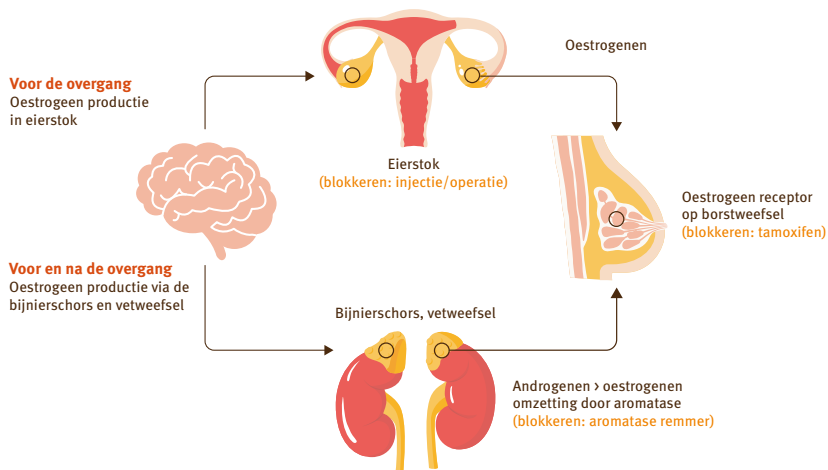 Voor de overgang
Oestrogeen productie
in eierstok
Oestrogenen
Eierstok
(blokkeren: injectie/operatie)
Oestrogeen receptor
op borstweefsel
(blokkeren: tamoxifen)
Voor en na de overgang
Oestrogeen productie via de
bijnierschors en vetweefsel
Bijnierschors, vetweefsel
Androgenen > oestrogenen
omzetting door aromatase
(blokkeren: aromatase remmer)